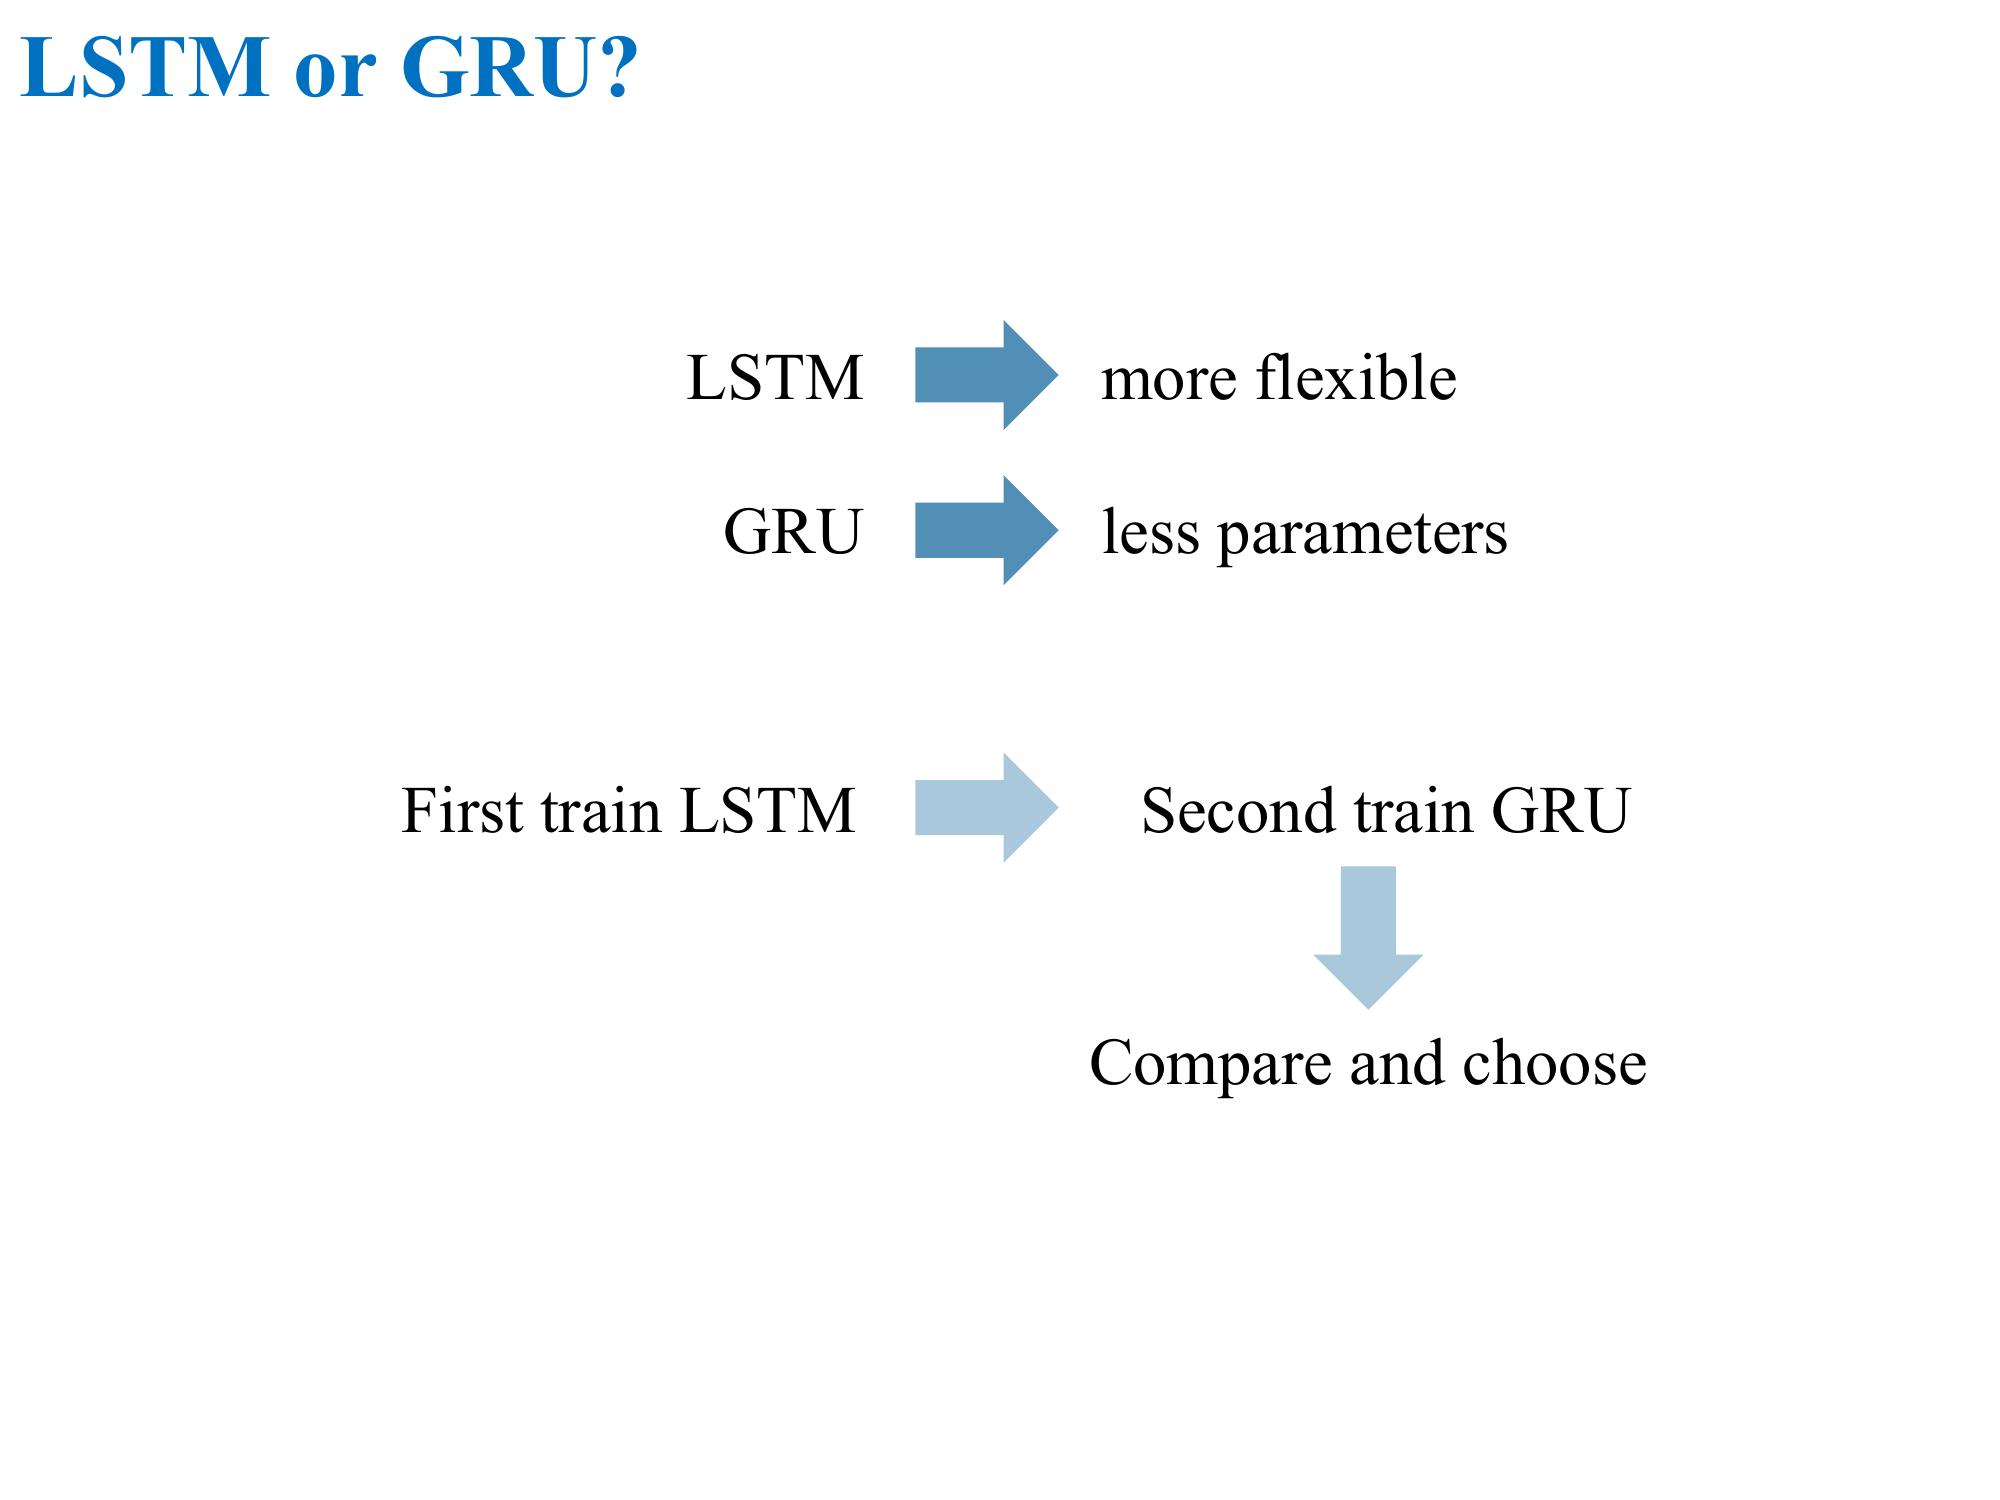 LSTM or GRU?
LSTM more flexible
GRU less parameters
First train LSTM Second train GRU
Compare and choose